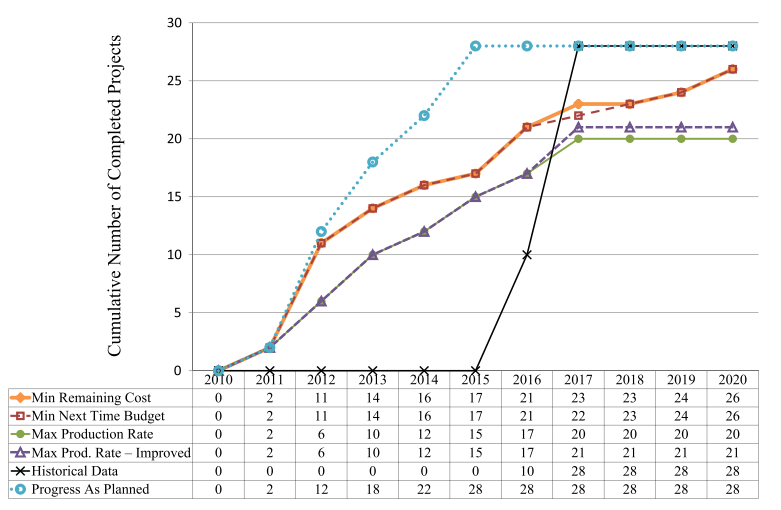 Cumulative Number of Completed Projects
30
25
20
15
10
5
0
2010 2011 2012 2013 2014 2015 2016 2017 2018 2019 2020
Min Remaining Cost 0 2 11 14 16 17 21 23 23 24 26
Min Next Time Budget 0 2 11 14 16 17 21 22 23 24 26
Max Production Rate 0 2 6 10 12 15 17 20 20 20 20
Max Prod. Rate – Improved 0 2 6 10 12 15 17 21 21 21 21
Historical Data 0 0 0 0 0 0 10 28 28 28 28
Progress As Planned 0 2 12 18 22 28 28 28 28 28 28